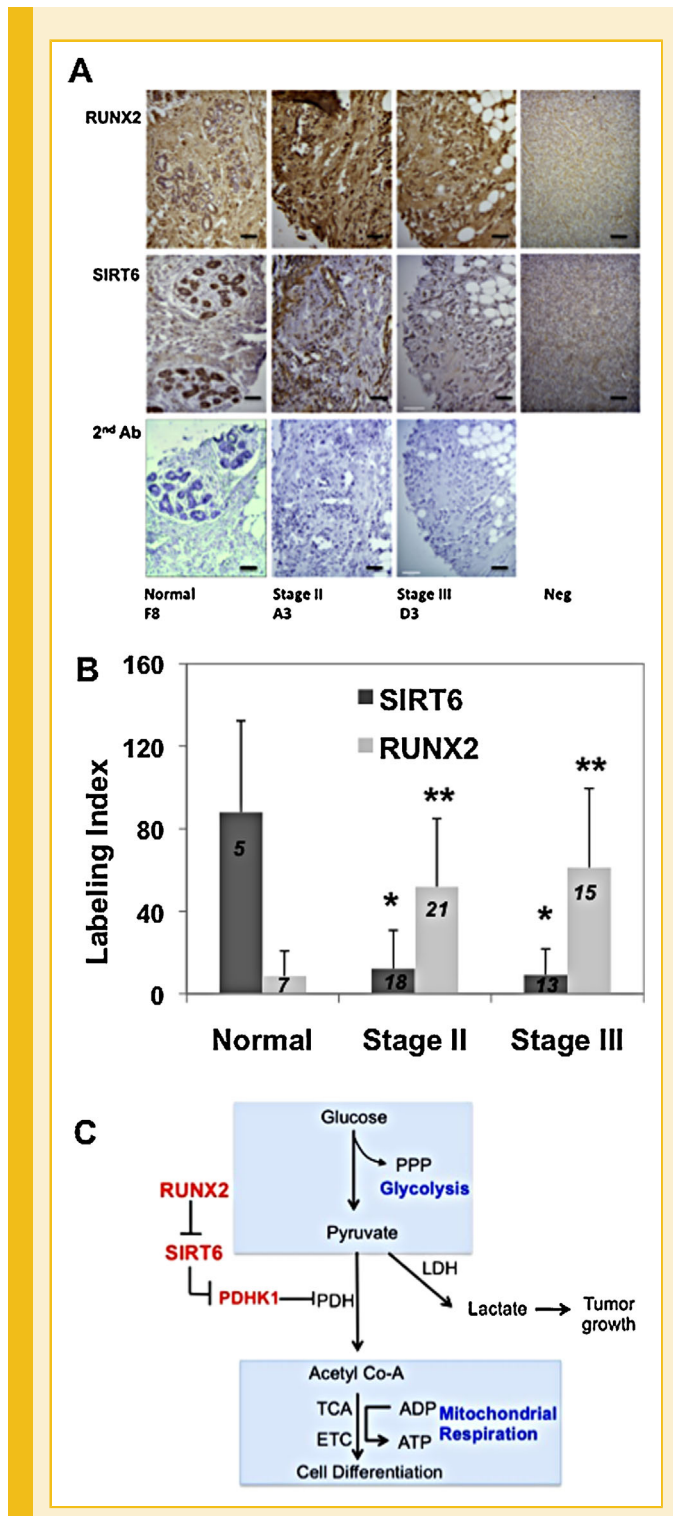 A
RUNX2
SIRT6
2nd Ab
Normal Stage II Stage III Neg
F8 A3 D3
B
160
120
80
40
0
Labeling Index
SIRT6
RUNX2
5
7
*
18
**
21
*
13
**
15
Normal Stage II Stage III
C
Glucose
PPP
Glycolysis
RUNX2
Pyruvate
SIRT6
LDH
PDHK1 PDH
Lactate Tumor
growth
Acetyl Co-A
TCA ADP Mitochondrial
ETC ATP Respiration
Cell Differentiation